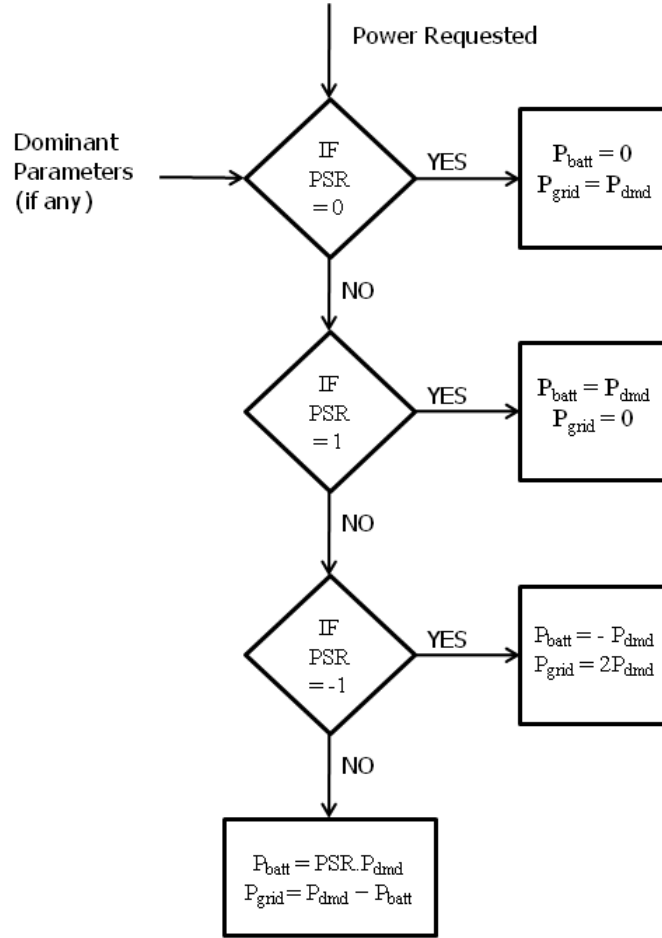 Power Requested
Dominant
Parameters
(if any)
IF
PSR
= 0
YES
P_batt = 0
P_grid = P_dmd
NO
IF
PSR
= 1
YES
P_batt = P_dmd
P_grid = 0
NO
IF
PSR
= -1
YES
P_batt = - P_dmd
P_grid = 2P_dmd
NO
P_batt = PSR.P_dmd
P_grid = P_dmd − P_batt